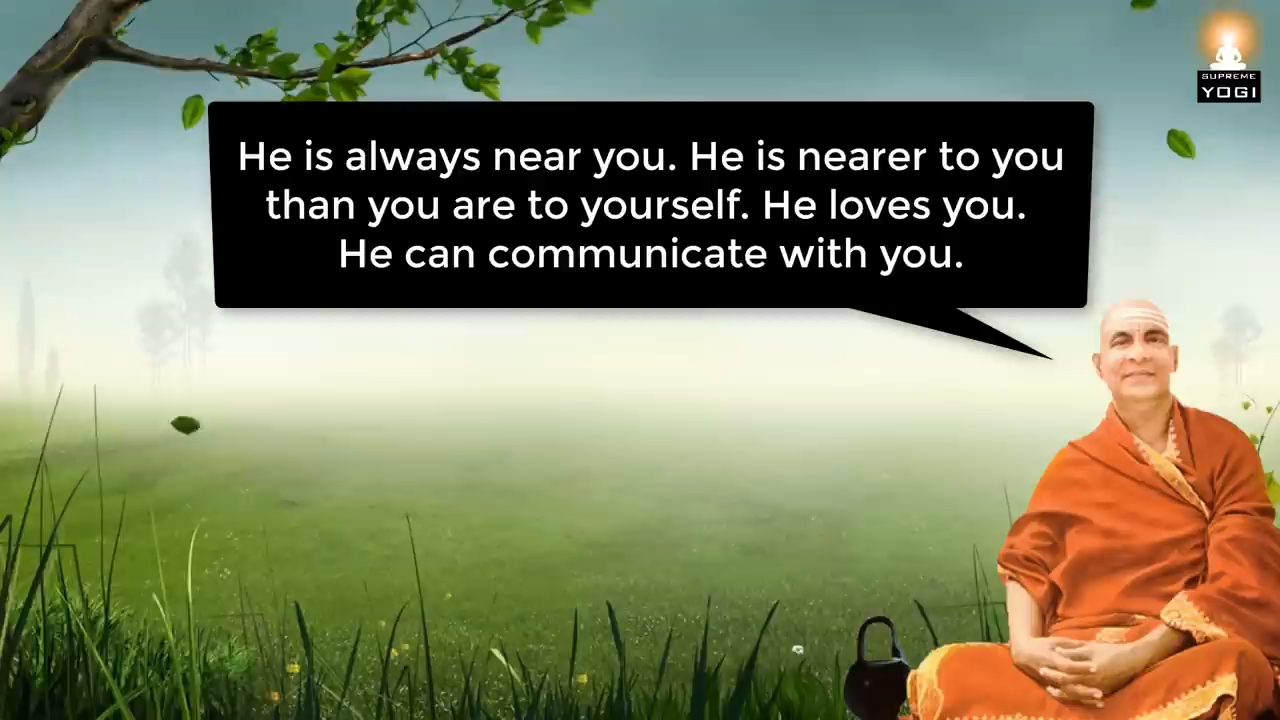 SUPREME
YOGI
He is always near you. He is nearer to you
than you are to yourself. He loves you.
He can communicate with you.